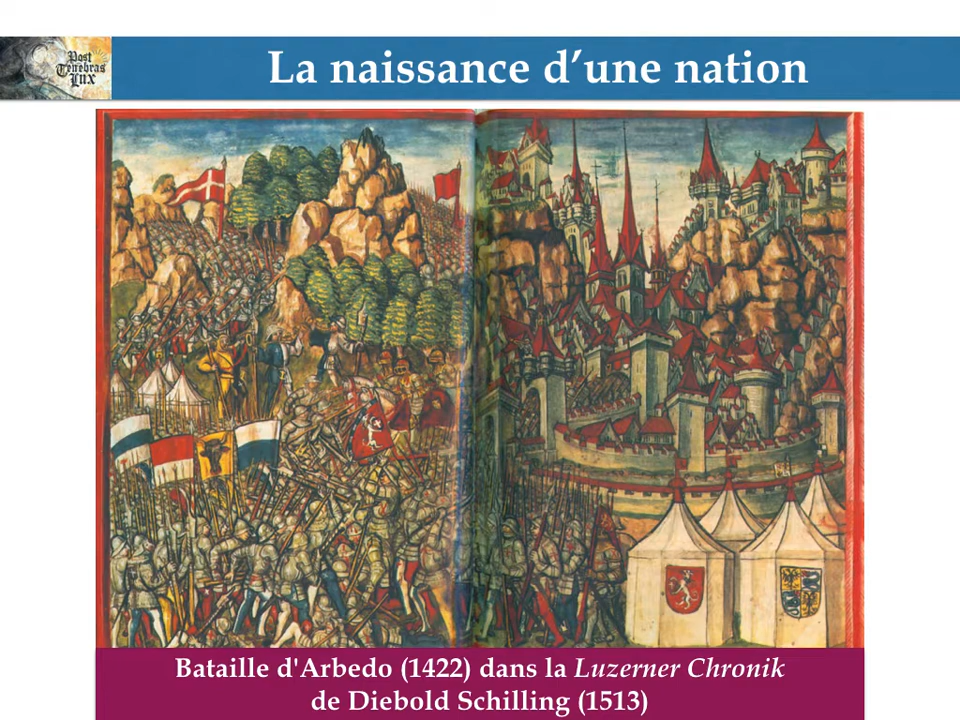 Post
Tenebras
Lux
La naissance d’une nation
Bataille d'Arbedo (1422) dans la Luzerner Chronik
de Diebold Schilling (1513)